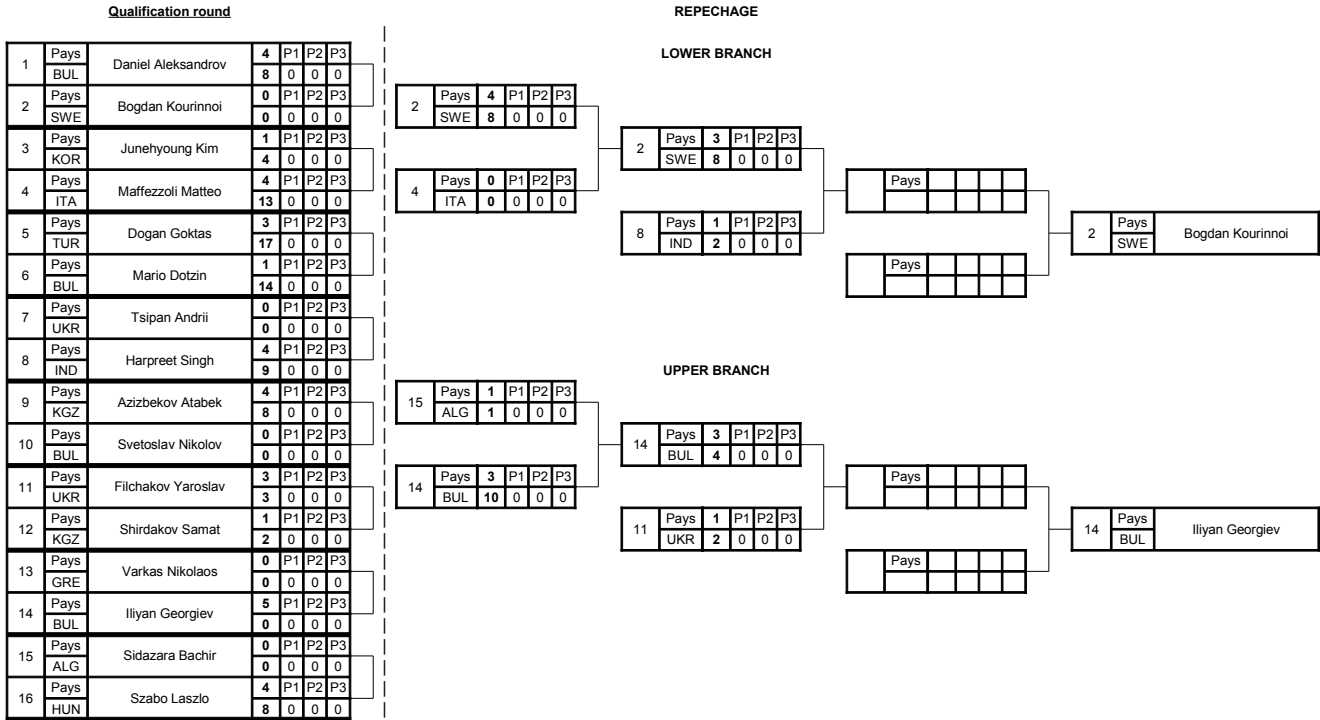 Qualification round
REPECHAGE
LOWER BRANCH
1 Pays Daniel Aleksandrov 4 P1 P2 P3
BUL 8 0 0 0
2 Pays Bogdan Kourinnoi 0 P1 P2 P3
SWE 0 0 0 0
3 Pays Junehyoung Kim 1 P1 P2 P3
KOR 4 0 0 0
4 Pays Maffezzoli Matteo 4 P1 P2 P3
ITA 13 0 0 0
5 Pays Dogan Goktas 3 P1 P2 P3
TUR 17 0 0 0
6 Pays Mario Dotzin 1 P1 P2 P3
BUL 14 0 0 0
7 Pays Tsipan Andrii 0 P1 P2 P3
UKR 0 0 0 0
8 Pays Harpreet Singh 4 P1 P2 P3
IND 9 0 0 0
9 Pays Azizbekov Atabek 4 P1 P2 P3
KGZ 8 0 0 0
10 Pays Svetoslav Nikolov 0 P1 P2 P3
BUL 0 0 0 0
11 Pays Filchakov Yaroslav 3 P1 P2 P3
UKR 3 0 0 0
12 Pays Shirdakov Samat 1 P1 P2 P3
KGZ 2 0 0 0
13 Pays Varkas Nikolaos 0 P1 P2 P3
GRE 0 0 0 0
14 Pays Iliyan Georgiev 5 P1 P2 P3
BUL 0 0 0 0
15 Pays Sidazara Bachir 0 P1 P2 P3
ALG 0 0 0 0
16 Pays Szabo Laszlo 4 P1 P2 P3
HUN 8 0 0 0
2 Pays 4 P1 P2 P3
SWE 8 0 0 0
4 Pays 0 P1 P2 P3
ITA 0 0 0 0
2 Pays 3 P1 P2 P3
SWE 8 0 0 0
8 Pays 1 P1 P2 P3
IND 2 0 0 0
Pays
Pays
2 Pays Bogdan Kourinnoi
SWE
UPPER BRANCH
15 Pays 1 P1 P2 P3
ALG 1 0 0 0
14 Pays 3 P1 P2 P3
BUL 10 0 0 0
14 Pays 3 P1 P2 P3
BUL 4 0 0 0
11 Pays 1 P1 P2 P3
UKR 2 0 0 0
Pays
Pays
14 Pays Iliyan Georgiev
BUL